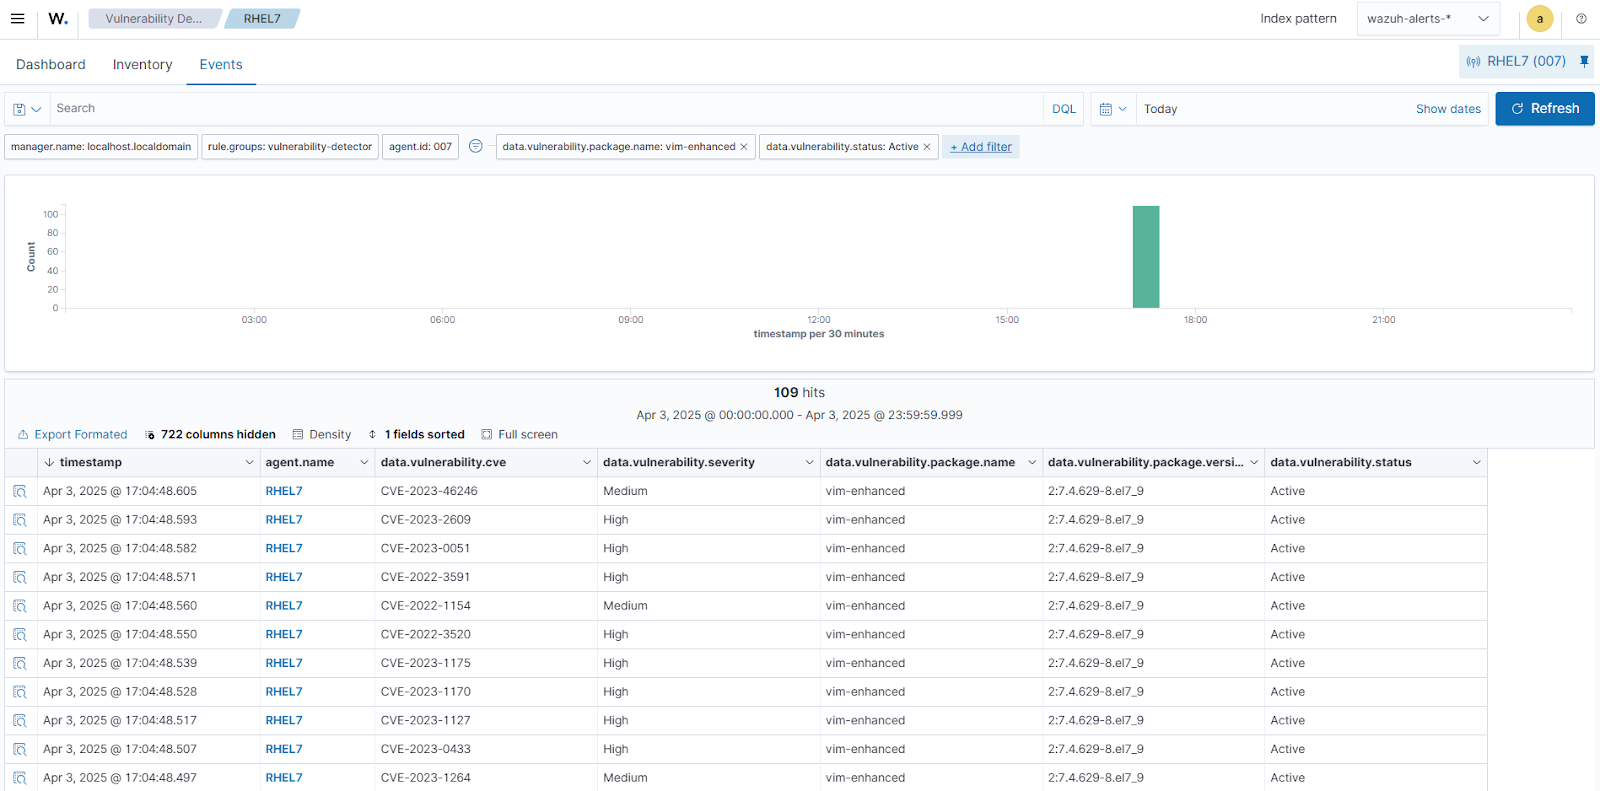 W. Vulnerability De... RHEL7 Index pattern wazuh-alerts-* a
Dashboard Inventory Events RHEL7 (007)
Search DQL Today Show dates Refresh
manager.name: localhost.localdomain rule.groups: vulnerability-detector agent.id: 007 data.vulnerability.package.name: vim-enhanced data.vulnerability.status: Active + Add filter
Count
100
80
60
40
20
0
03:00 06:00 09:00 12:00 15:00 18:00 21:00
timestamp per 30 minutes
109 hits
Apr 3, 2025 @ 00:00:00.000 - Apr 3, 2025 @ 23:59:59.999
Export Formated 722 columns hidden Density 1 fields sorted Full screen
timestamp agent.name data.vulnerability.cve data.vulnerability.severity data.vulnerability.package.name data.vulnerability.package.versi... data.vulnerability.status
Apr 3, 2025 @ 17:04:48.605 RHEL7 CVE-2023-46246 Medium vim-enhanced 2:7.4.629-8.el7_9 Active
Apr 3, 2025 @ 17:04:48.593 RHEL7 CVE-2023-2609 High vim-enhanced 2:7.4.629-8.el7_9 Active
Apr 3, 2025 @ 17:04:48.582 RHEL7 CVE-2023-0051 High vim-enhanced 2:7.4.629-8.el7_9 Active
Apr 3, 2025 @ 17:04:48.571 RHEL7 CVE-2022-3591 High vim-enhanced 2:7.4.629-8.el7_9 Active
Apr 3, 2025 @ 17:04:48.560 RHEL7 CVE-2022-1154 Medium vim-enhanced 2:7.4.629-8.el7_9 Active
Apr 3, 2025 @ 17:04:48.550 RHEL7 CVE-2022-3520 High vim-enhanced 2:7.4.629-8.el7_9 Active
Apr 3, 2025 @ 17:04:48.539 RHEL7 CVE-2023-1175 High vim-enhanced 2:7.4.629-8.el7_9 Active
Apr 3, 2025 @ 17:04:48.528 RHEL7 CVE-2023-1170 High vim-enhanced 2:7.4.629-8.el7_9 Active
Apr 3, 2025 @ 17:04:48.517 RHEL7 CVE-2023-1127 High vim-enhanced 2:7.4.629-8.el7_9 Active
Apr 3, 2025 @ 17:04:48.507 RHEL7 CVE-2023-0433 High vim-enhanced 2:7.4.629-8.el7_9 Active
Apr 3, 2025 @ 17:04:48.497 RHEL7 CVE-2023-1264 Medium vim-enhanced 2:7.4.629-8.el7_9 Active